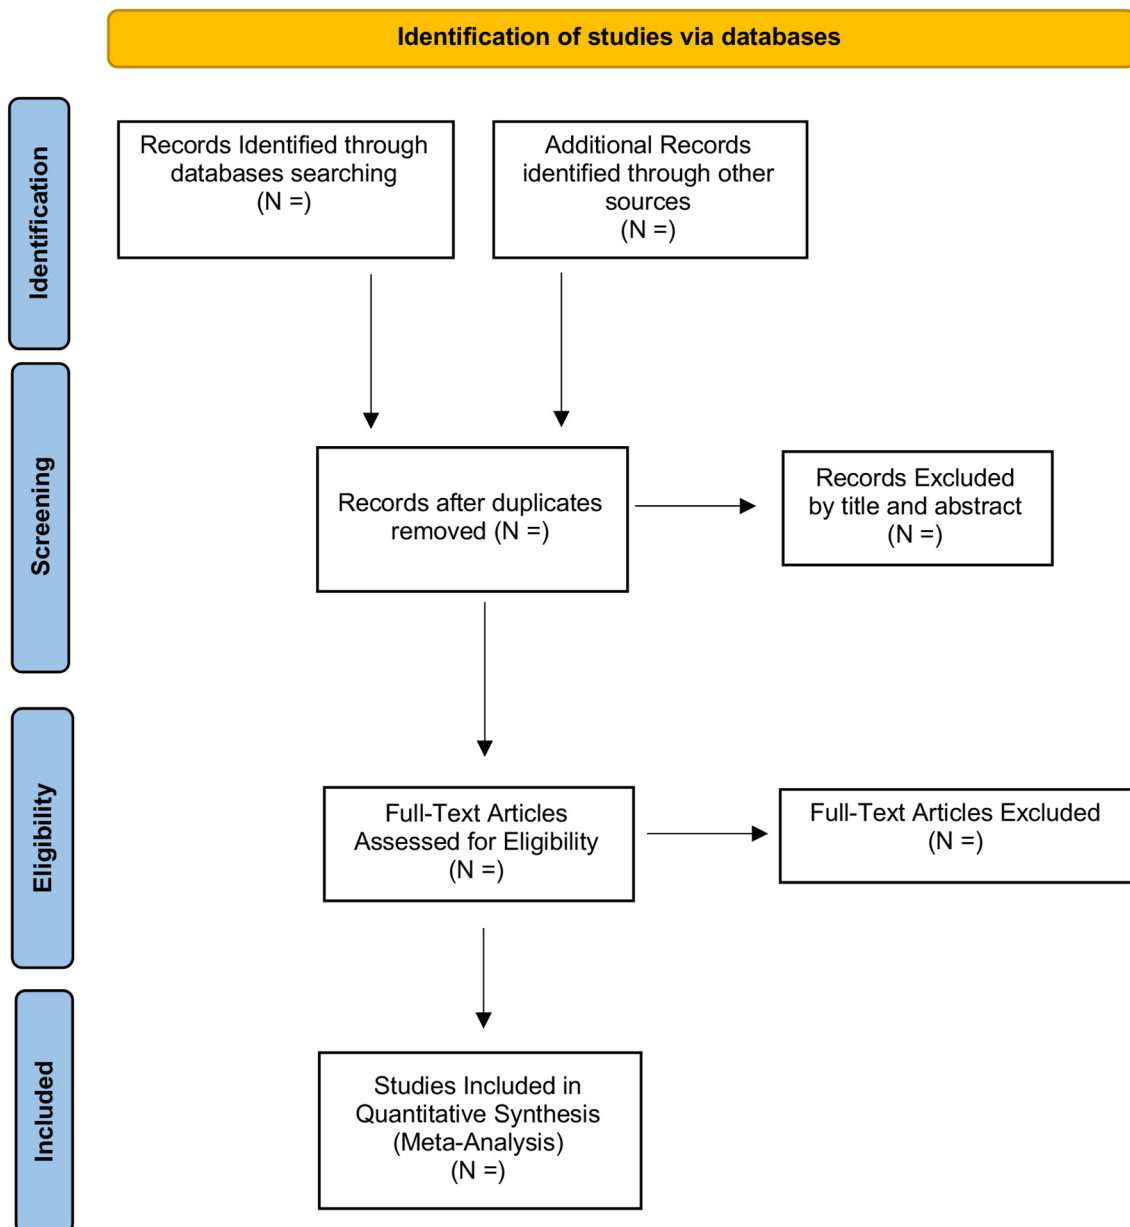 Identification of studies via databases
Identification
Records Identified through
databases searching
(N =)
Additional Records
identified through other
sources
(N =)
Screening
Records after duplicates
removed (N =)
Records Excluded
by title and abstract
(N =)
Eligibility
Full-Text Articles
Assessed for Eligibility
(N =)
Full-Text Articles Excluded
(N =)
Included
Studies Included in
Quantitative Synthesis
(Meta-Analysis)
(N =)